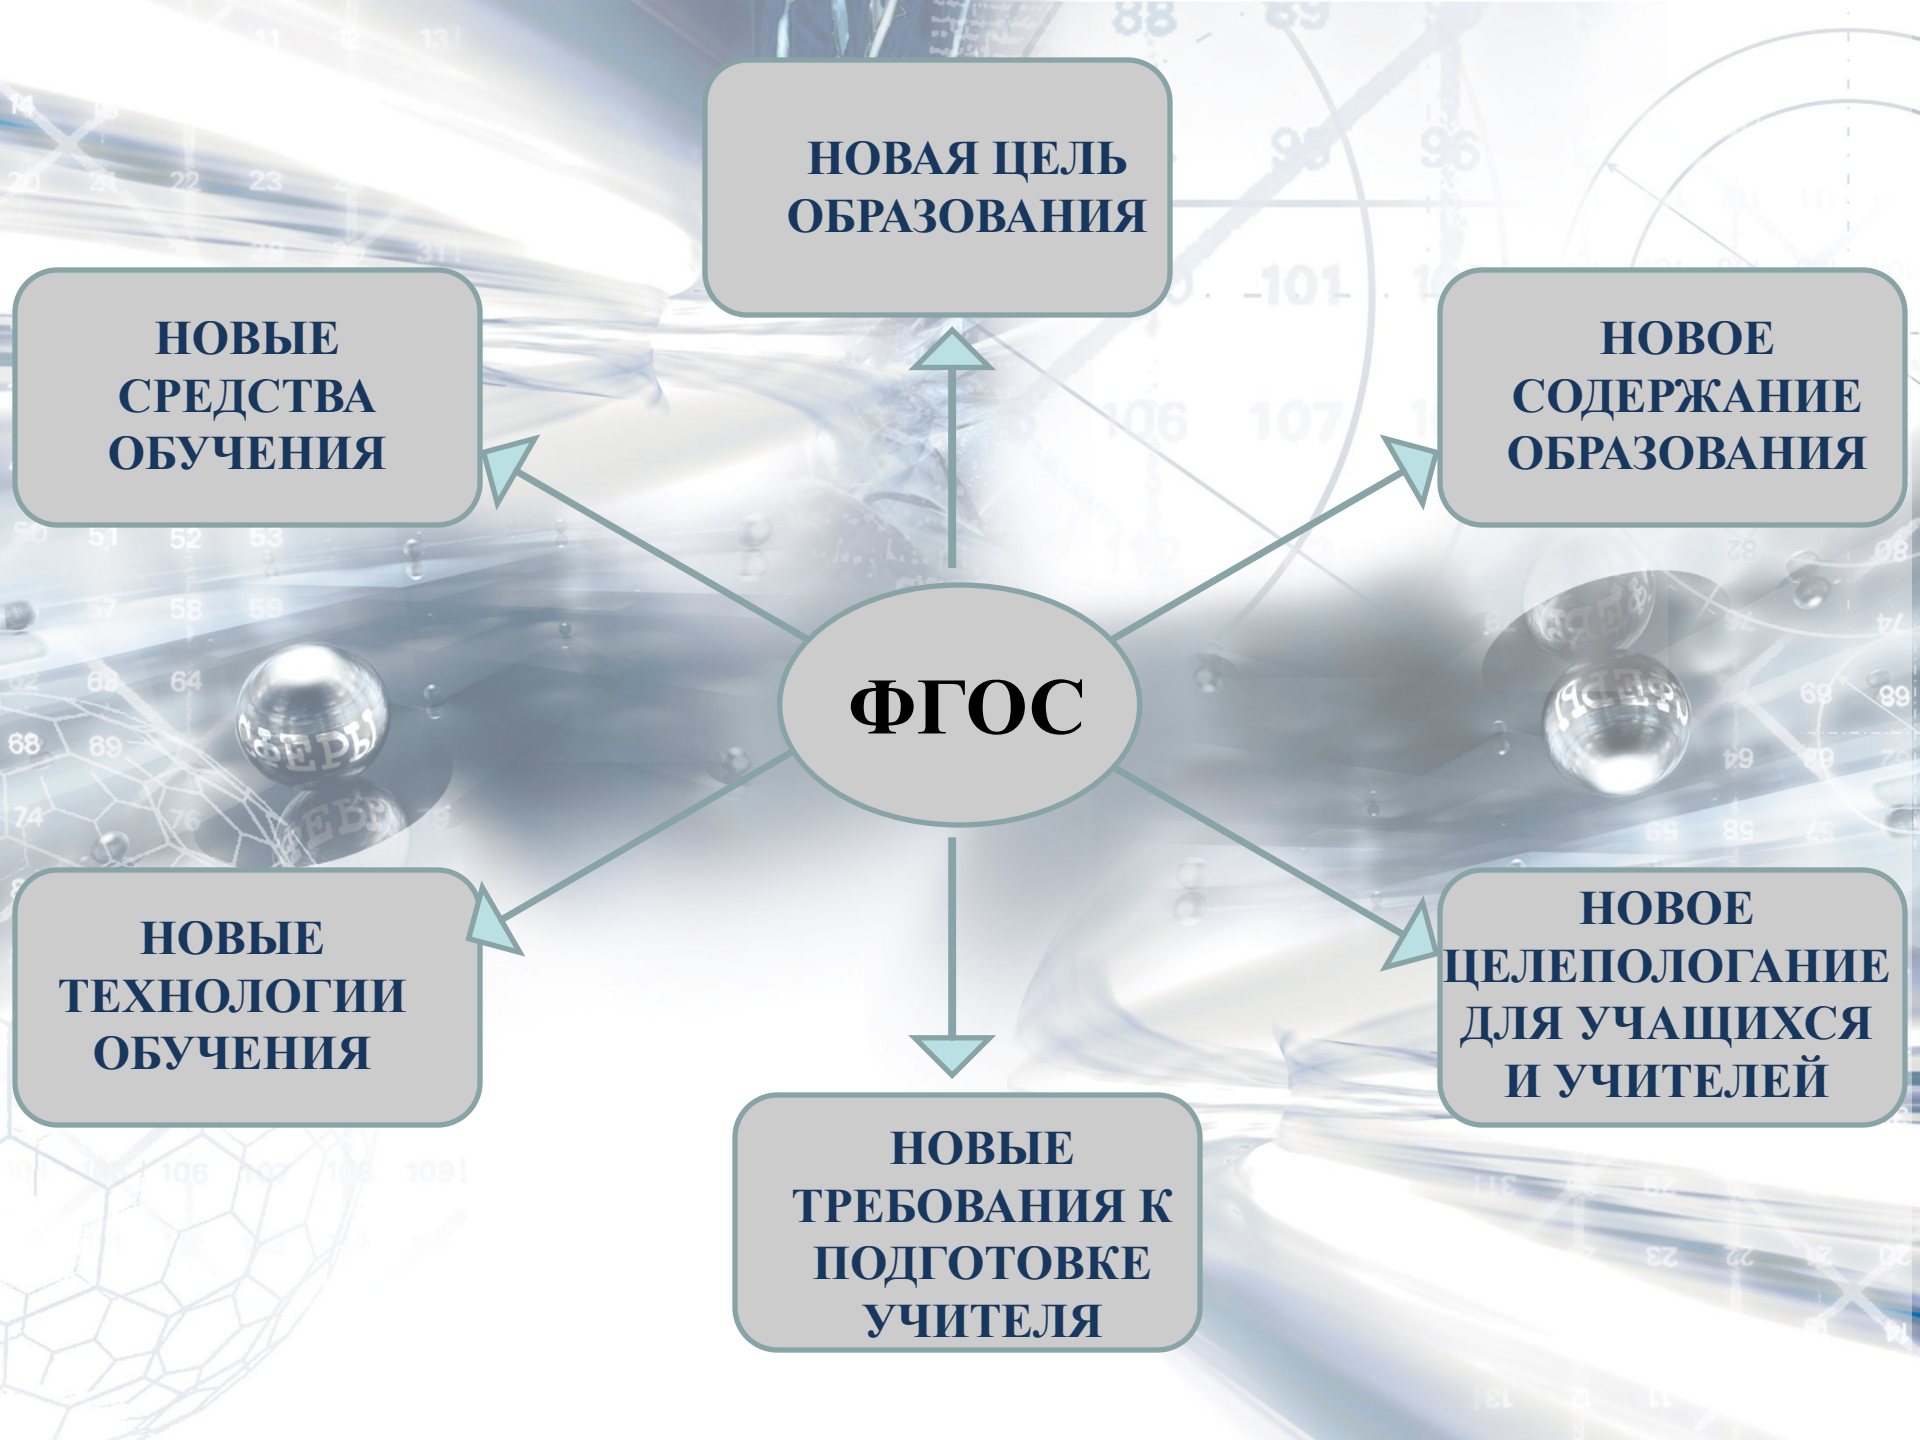 НОВАЯ ЦЕЛЬ
ОБРАЗОВАНИЯ
НОВЫЕ
СРЕДСТВА
ОБУЧЕНИЯ
НОВОЕ
СОДЕРЖАНИЕ
ОБРАЗОВАНИЯ
ФГОС
НОВЫЕ
ТЕХНОЛОГИИ
ОБУЧЕНИЯ
НОВОЕ
ЦЕЛЕПОЛОГАНИЕ
ДЛЯ УЧАЩИХСЯ
И УЧИТЕЛЕЙ
НОВЫЕ
ТРЕБОВАНИЯ К
ПОДГОТОВКЕ
УЧИТЕЛЯ